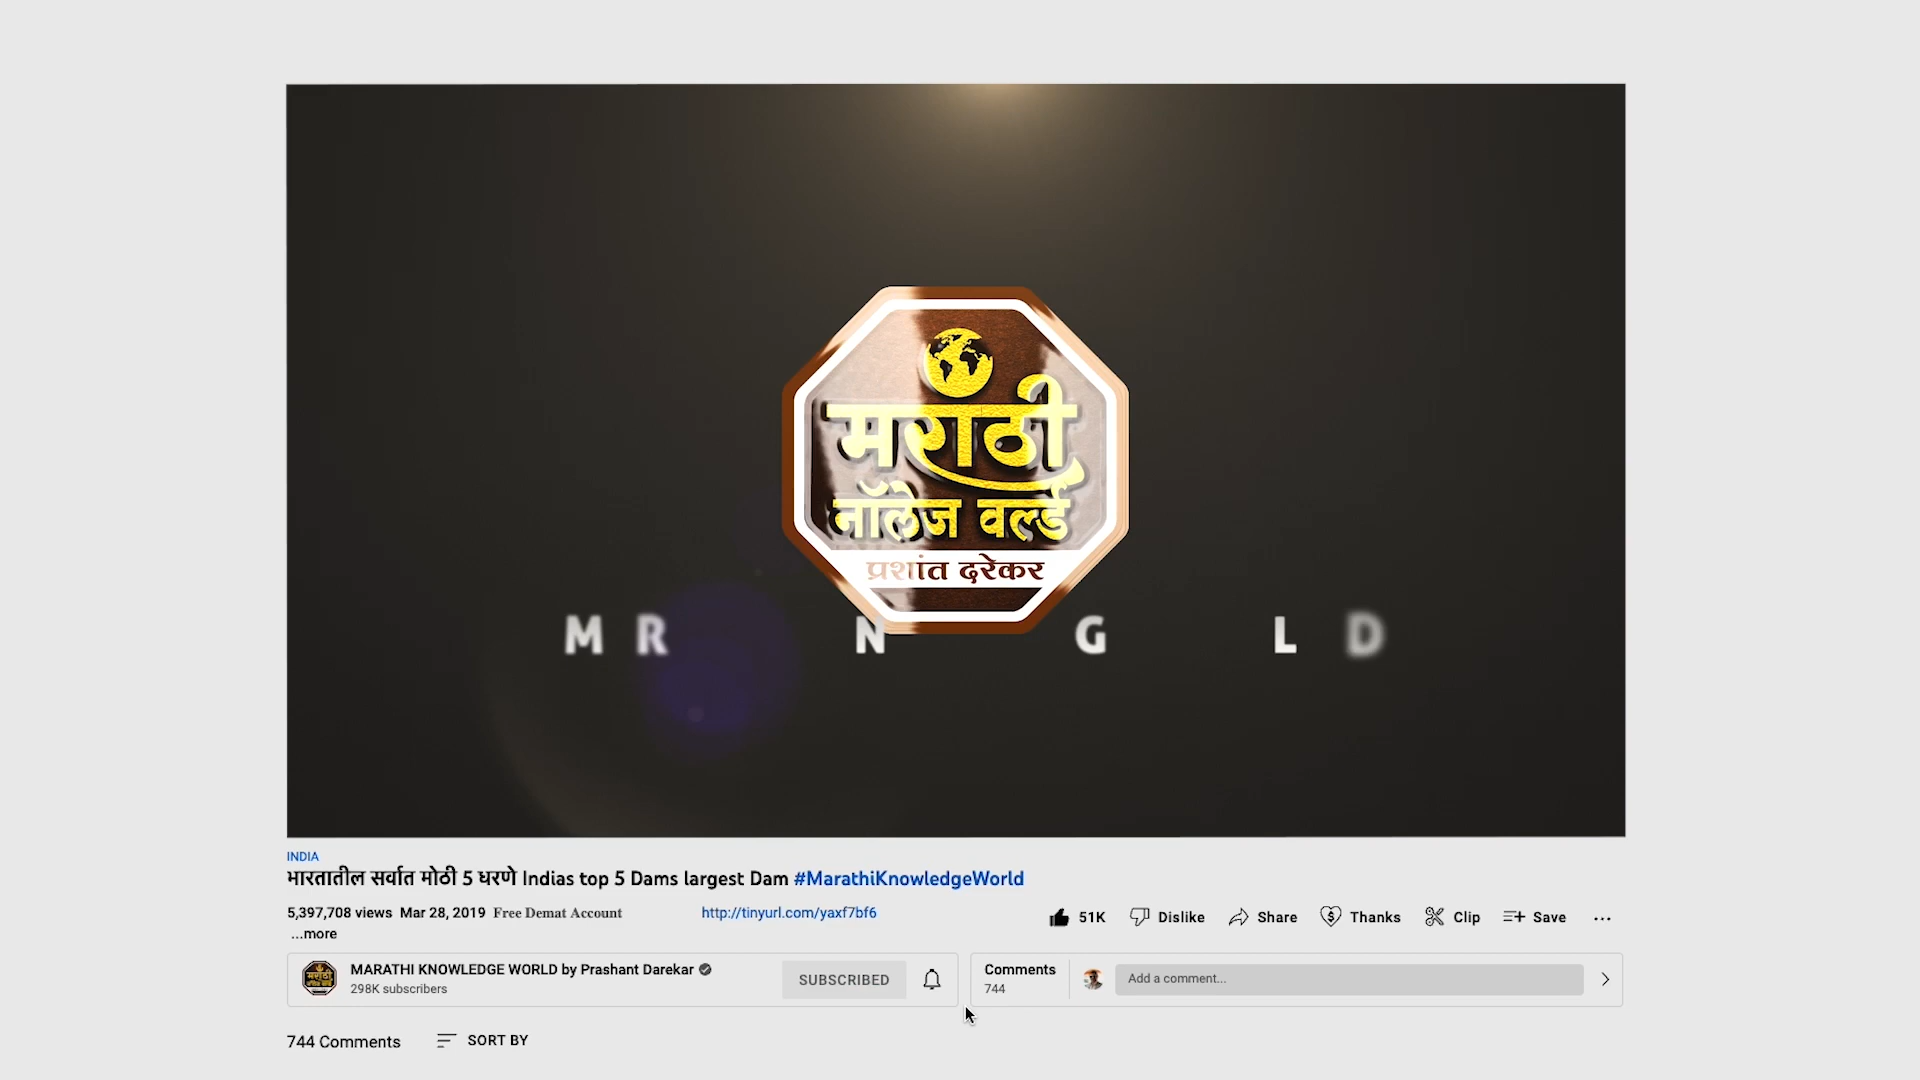 मराठी
नॉलेज वर्ल्ड
प्रशांत दरेकर
M R N G L D
INDIA
भारतातील सर्वात मोठी 5 धरणे Indias top 5 Dams largest Dam #MarathiKnowledgeWorld
5,397,708 views Mar 28, 2019 Free Demat Account http://tinyurl.com/yaxf7bf6
...more
51K Dislike Share Thanks Clip Save ...
MARATHI KNOWLEDGE WORLD by Prashant Darekar
298K subscribers
SUBSCRIBED
Comments
744
Add a comment...
744 Comments SORT BY